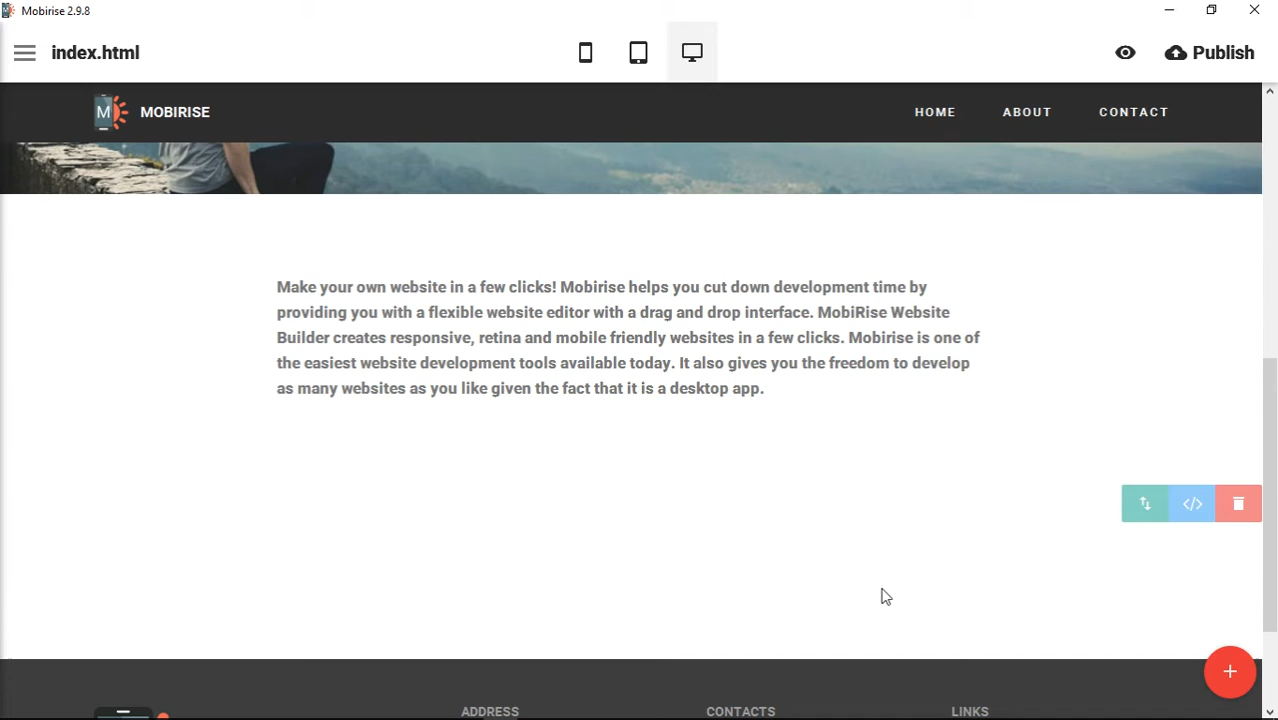 Mobirise 2.9.8
index.html
Publish
M MOBIRISE
HOME ABOUT CONTACT
Make your own website in a few clicks! Mobirise helps you cut down development time by
providing you with a flexible website editor with a drag and drop interface. MobiRise Website
Builder creates responsive, retina and mobile friendly websites in a few clicks. Mobirise is one of
the easiest website development tools available today. It also gives you the freedom to develop
as many websites as you like given the fact that it is a desktop app.
</>
+
ADDRESS CONTACTS LINKS